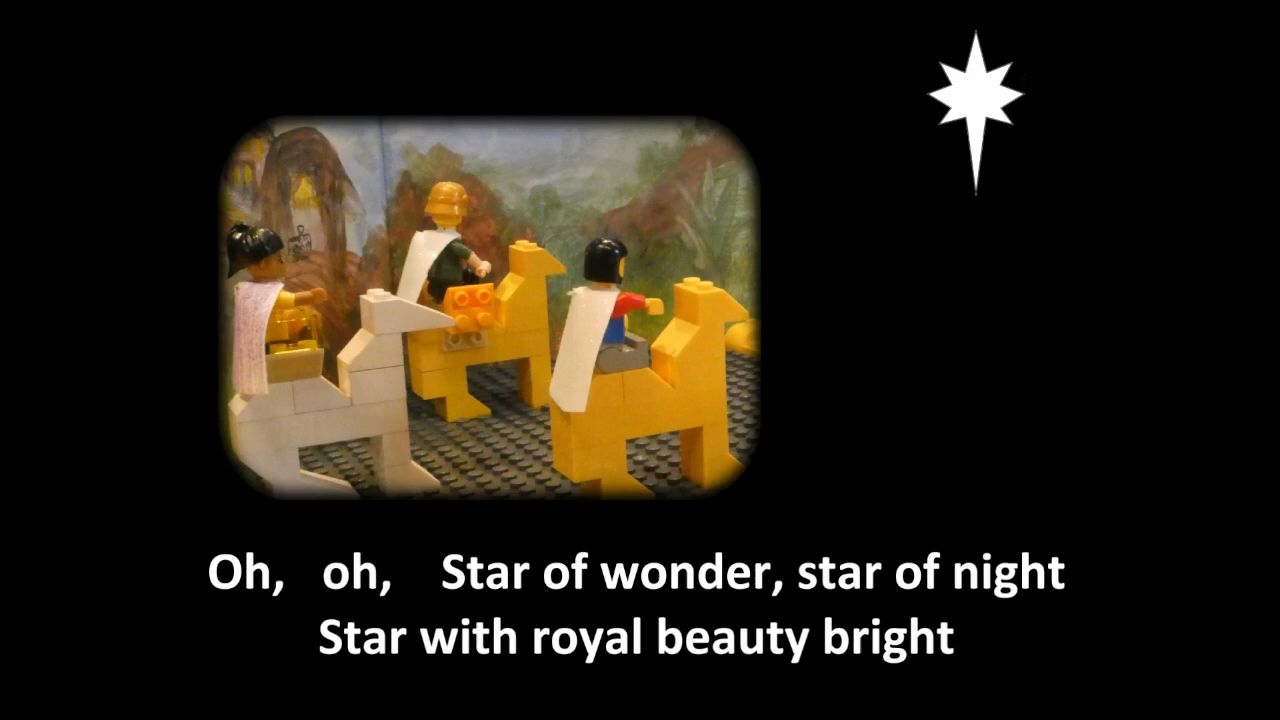 Oh, oh, Star of wonder, star of night
Star with royal beauty bright